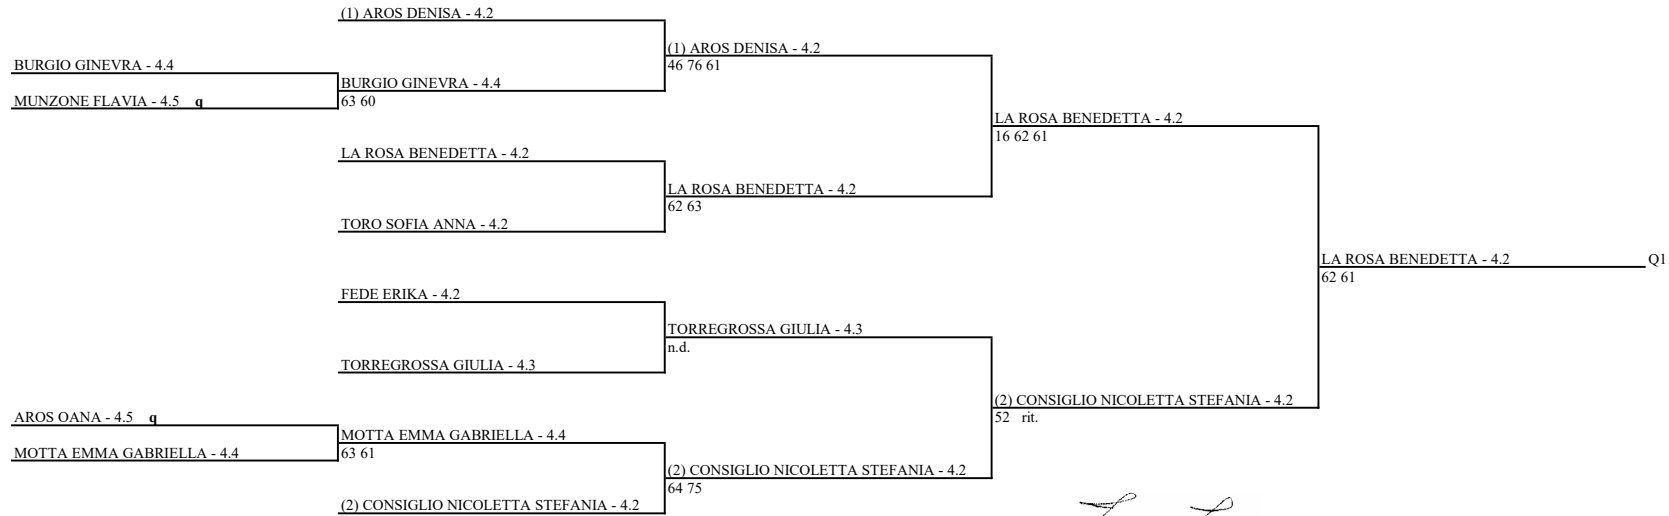 (1) AROS DENISA - 4.2
(1) AROS DENISA - 4.2
46 76 61
BURGIO GINEVRA - 4.4
BURGIO GINEVRA - 4.4
63 60
MUNZONE FLAVIA - 4.5 q
LA ROSA BENEDETTA - 4.2
16 62 61
LA ROSA BENEDETTA - 4.2
LA ROSA BENEDETTA - 4.2
62 63
TORO SOFIA ANNA - 4.2
LA ROSA BENEDETTA - 4.2 Q1
62 61
FEDE ERIKA - 4.2
TORREGROSSA GIULIA - 4.3
n.d.
TORREGROSSA GIULIA - 4.3
(2) CONSIGLIO NICOLETTA STEFANIA - 4.2
52 rit.
AROS OANA - 4.5 q
MOTTA EMMA GABRIELLA - 4.4
63 61
MOTTA EMMA GABRIELLA - 4.4
(2) CONSIGLIO NICOLETTA STEFANIA - 4.2
64 75
(2) CONSIGLIO NICOLETTA STEFANIA - 4.2